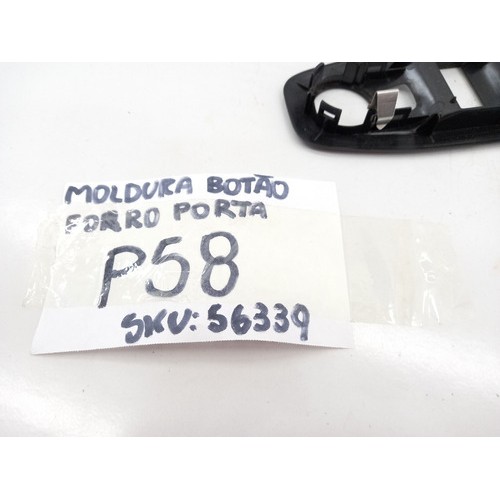 MOLDURA BOTÃO
FORRO PORTA
P58
SKU: 56339